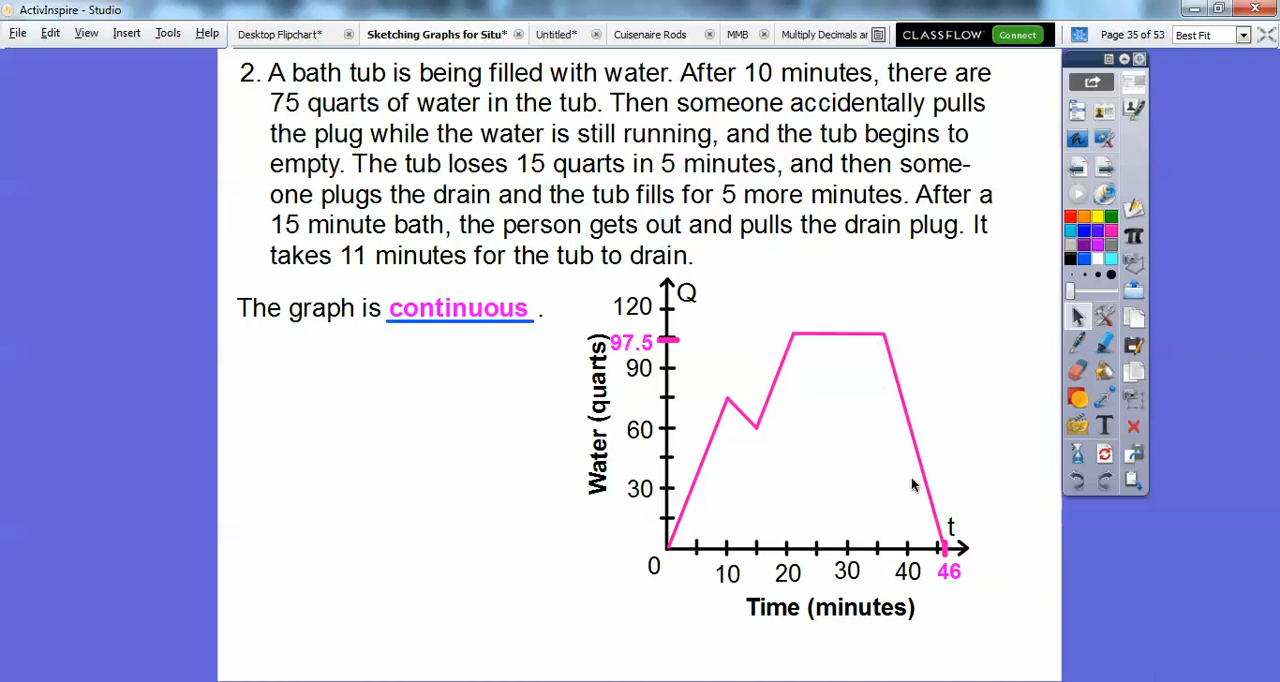 ActivInspire - Studio
File Edit View Insert Tools Help
Desktop Flipchart* Sketching Graphs for Situ* Untitled* Cuisenaire Rods MMB Multiply Decimals ar CLASSFLOW Connect Page 35 of 53 Best Fit
2. A bath tub is being filled with water. After 10 minutes, there are
75 quarts of water in the tub. Then someone accidentally pulls
the plug while the water is still running, and the tub begins to
empty. The tub loses 15 quarts in 5 minutes, and then some-
one plugs the drain and the tub fills for 5 more minutes. After a
15 minute bath, the person gets out and pulls the drain plug. It
takes 11 minutes for the tub to drain.
The graph is continuous .
Q
120
97.5
90
60
30
0
Water (quarts)
t
10 20 30 40 46
Time (minutes)